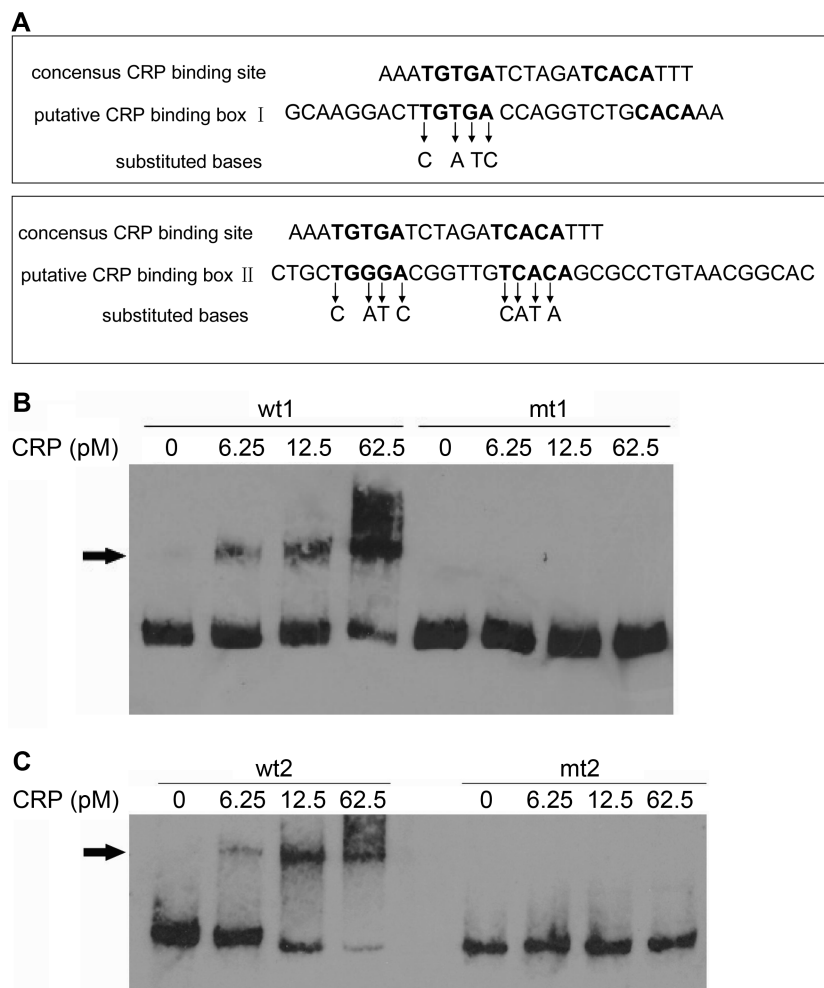 A
concensus CRP binding site AAATGTGATCTAGATCACATTT
putative CRP binding box Ⅰ GCAAGGACTTGTGA CCAGGTCTGCACAAA
substituted bases C A TC
concensus CRP binding site AAATGTGATCTAGATCACATTT
putative CRP binding box Ⅱ CTGCTGGGACGGTTGTCACAGCGCCTGTAACGGCAC
substituted bases C AT C CAT A
B
wt1 mt1
CRP (pM) 0 6.25 12.5 62.5 0 6.25 12.5 62.5
C
wt2 mt2
CRP (pM) 0 6.25 12.5 62.5 0 6.25 12.5 62.5